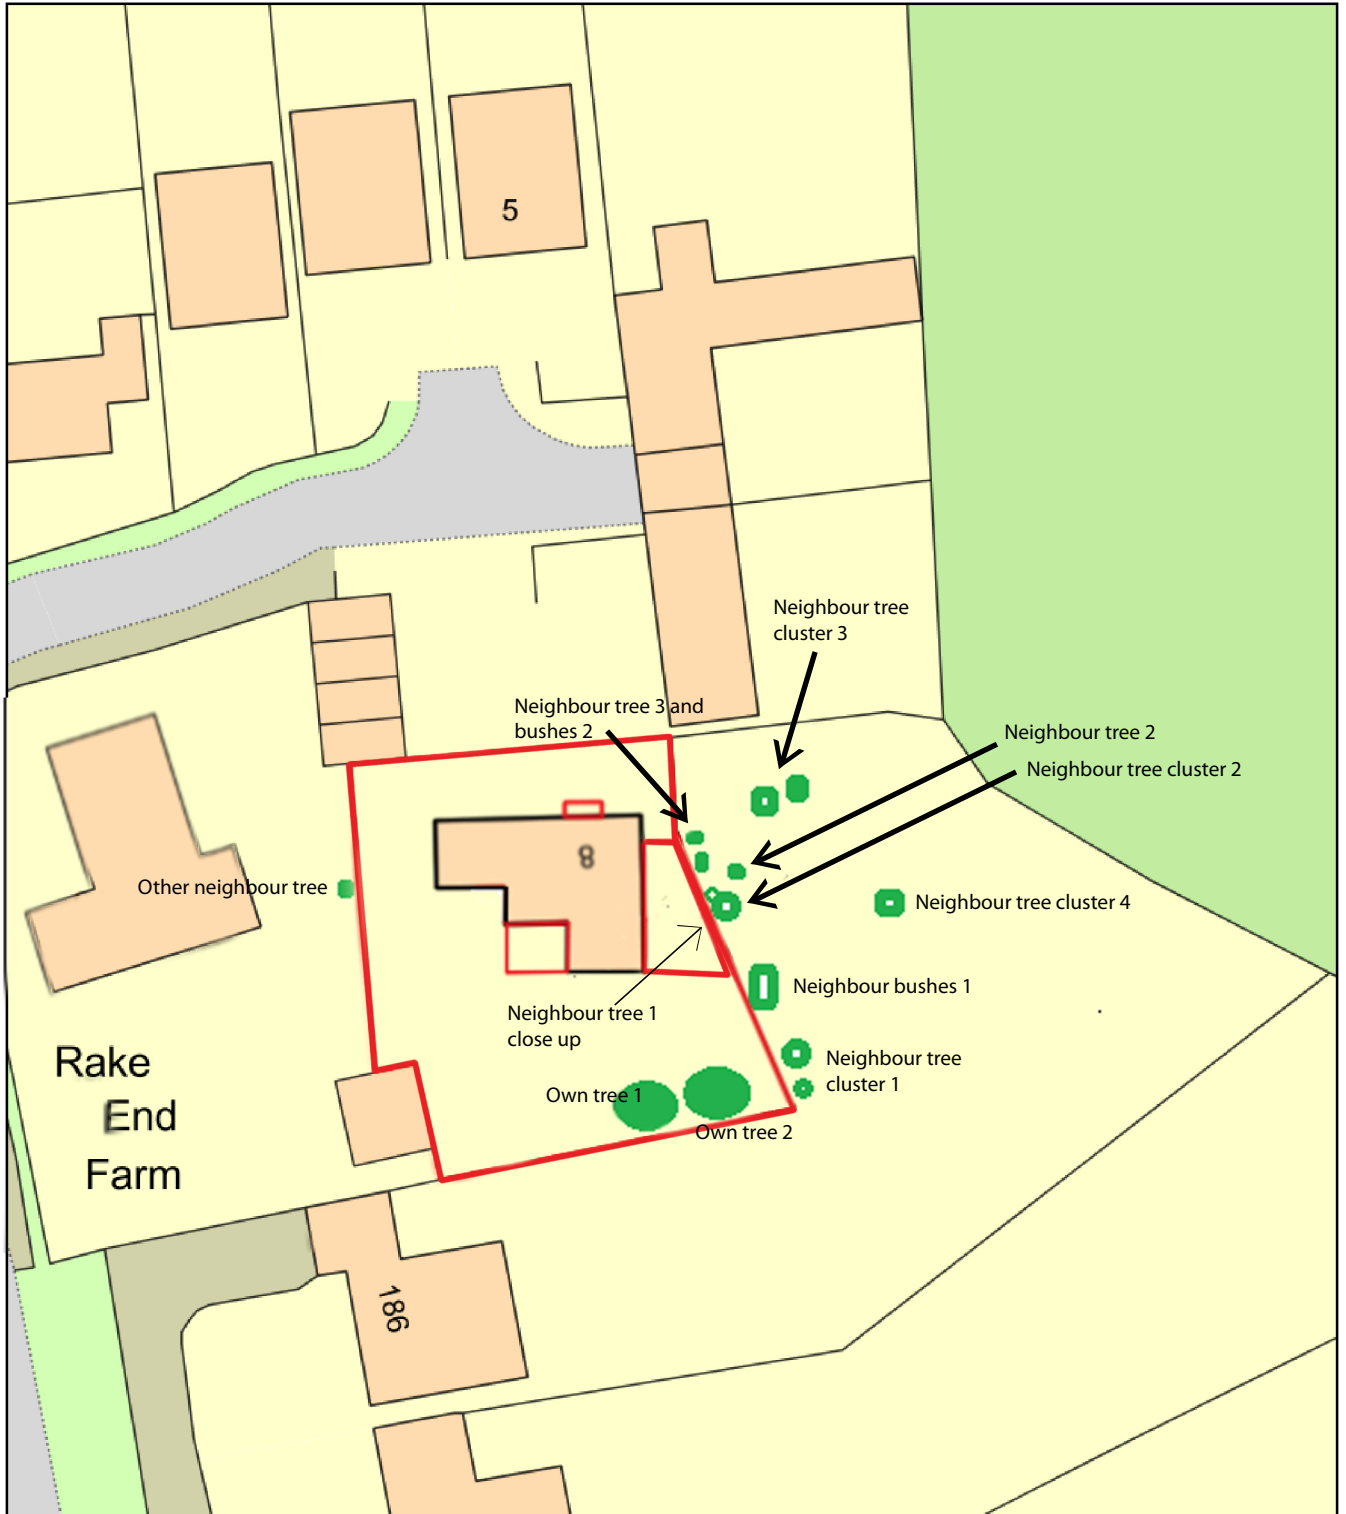 5
Neighbour tree
cluster 3
Neighbour tree 3 and
bushes 2
Neighbour tree 2
Neighbour tree cluster 2
8
Other neighbour tree
Neighbour tree cluster 4
Neighbour bushes 1
Neighbour tree 1
close up
Rake
End
Farm
Neighbour tree
cluster 1
Own tree 1
Own tree 2
186